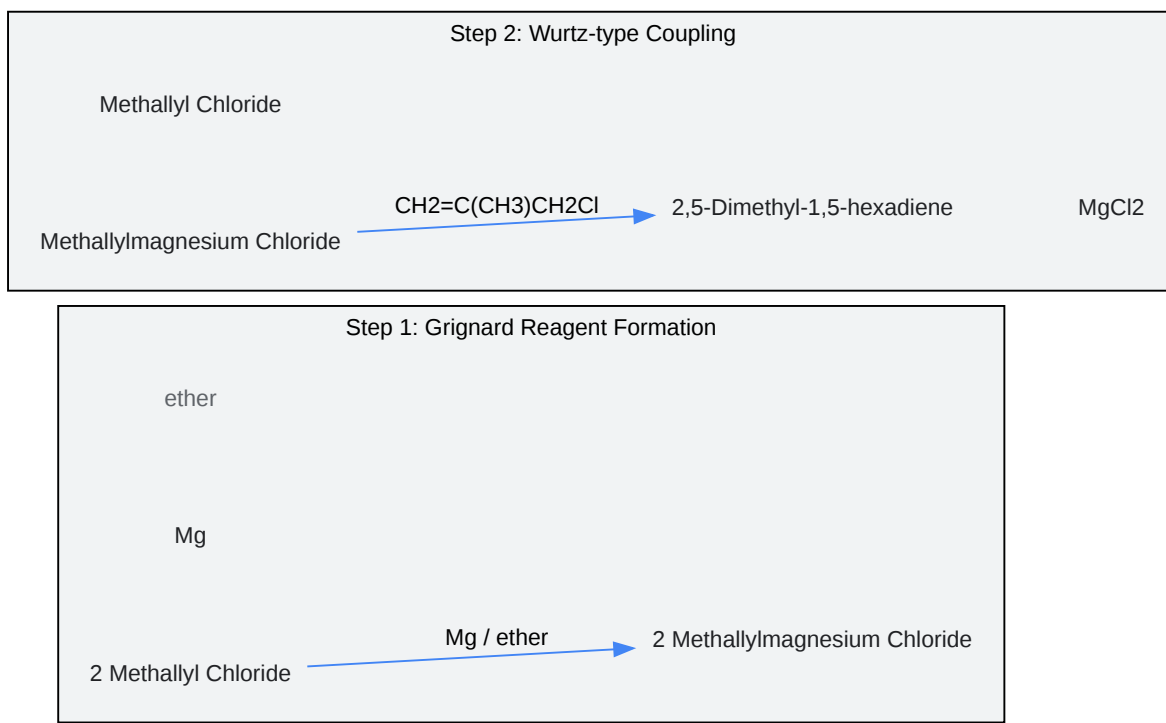 Step 2: Wurtz-type Coupling
Methallyl Chloride
CH2=C(CH3)CH2Cl
2,5-Dimethyl-1,5-hexadiene
MgCl2
Methallylmagnesium Chloride
Step 1: Grignard Reagent Formation
ether
Mg
Mg / ether
2 Methallylmagnesium Chloride
2 Methallyl Chloride